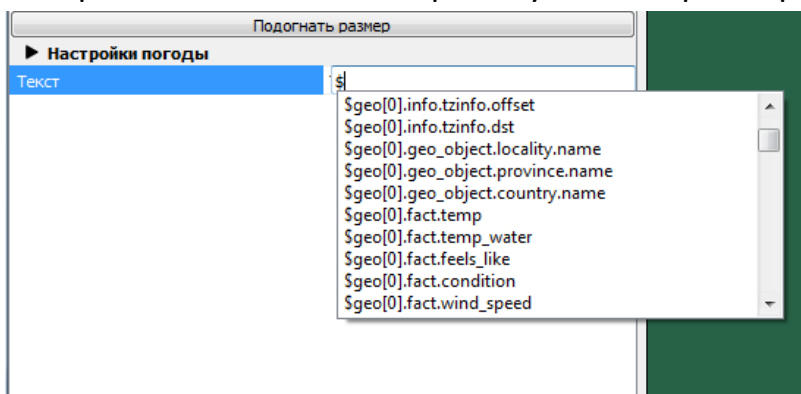 Подогнать размер
Настройки погоды
Текст
$
$geo[0].info.tzinfo.offset
$geo[0].info.tzinfo.dst
$geo[0].geo_object.locality.name
$geo[0].geo_object.province.name
$geo[0].geo_object.country.name
$geo[0].fact.temp
$geo[0].fact.temp_water
$geo[0].fact.feels_like
$geo[0].fact.condition
$geo[0].fact.wind_speed